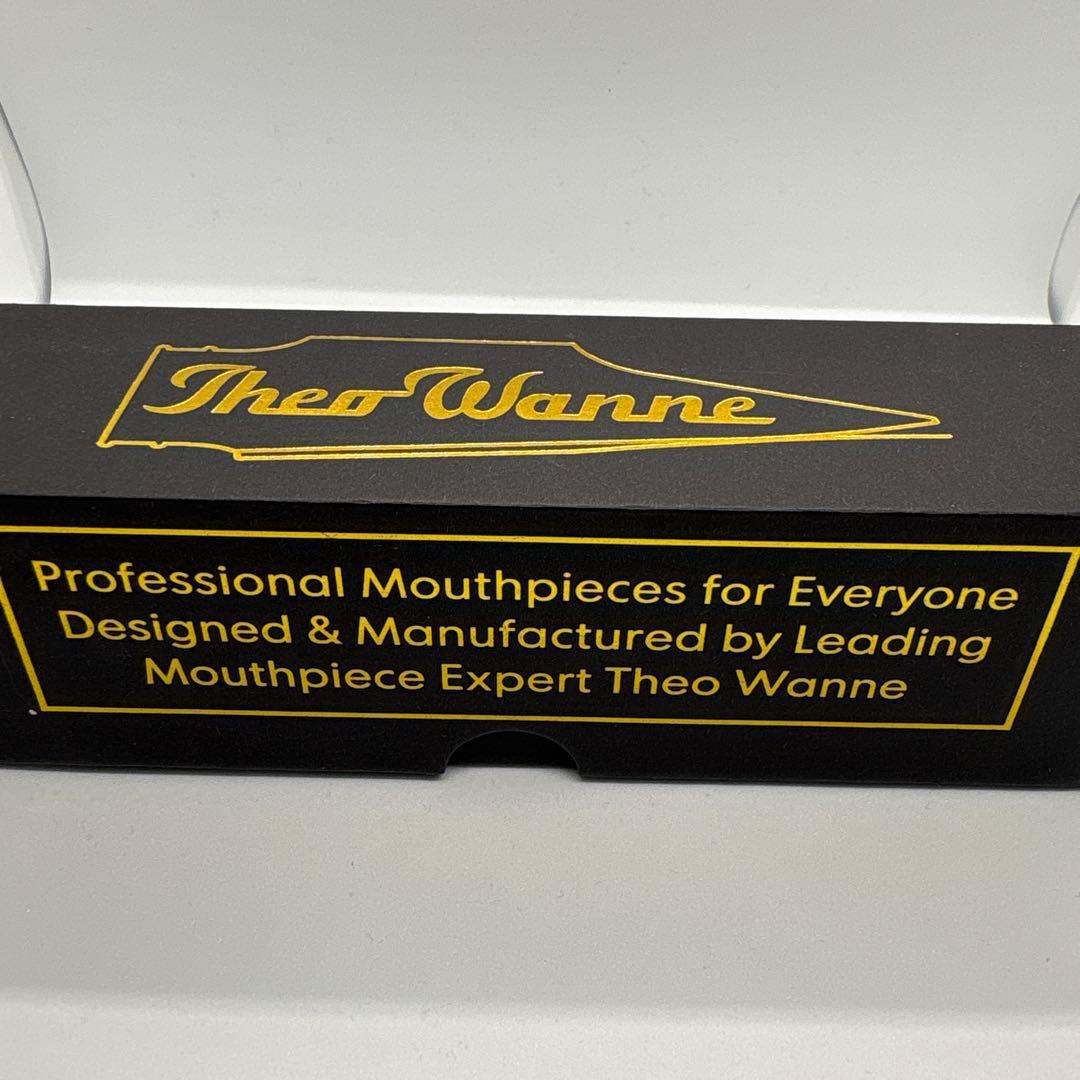 Theo Wanne
Professional Mouthpieces for Everyone
Designed & Manufactured by Leading
Mouthpiece Expert Theo Wanne